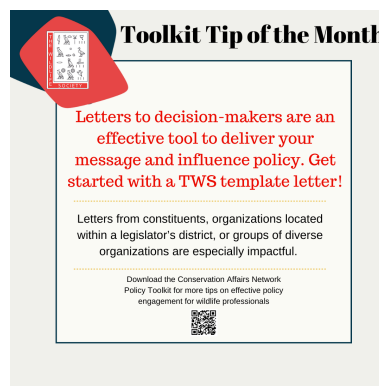 Toolkit Tip of the Month
THE WILDLIFE
SOCIETY
Letters to decision-makers are an
effective tool to deliver your
message and influence policy. Get
started with a TWS template letter!
Letters from constituents, organizations located
within a legislator's district, or groups of diverse
organizations are especially impactful.
Download the Conservation Affairs Network
Policy Toolkit for more tips on effective policy
engagement for wildlife professionals